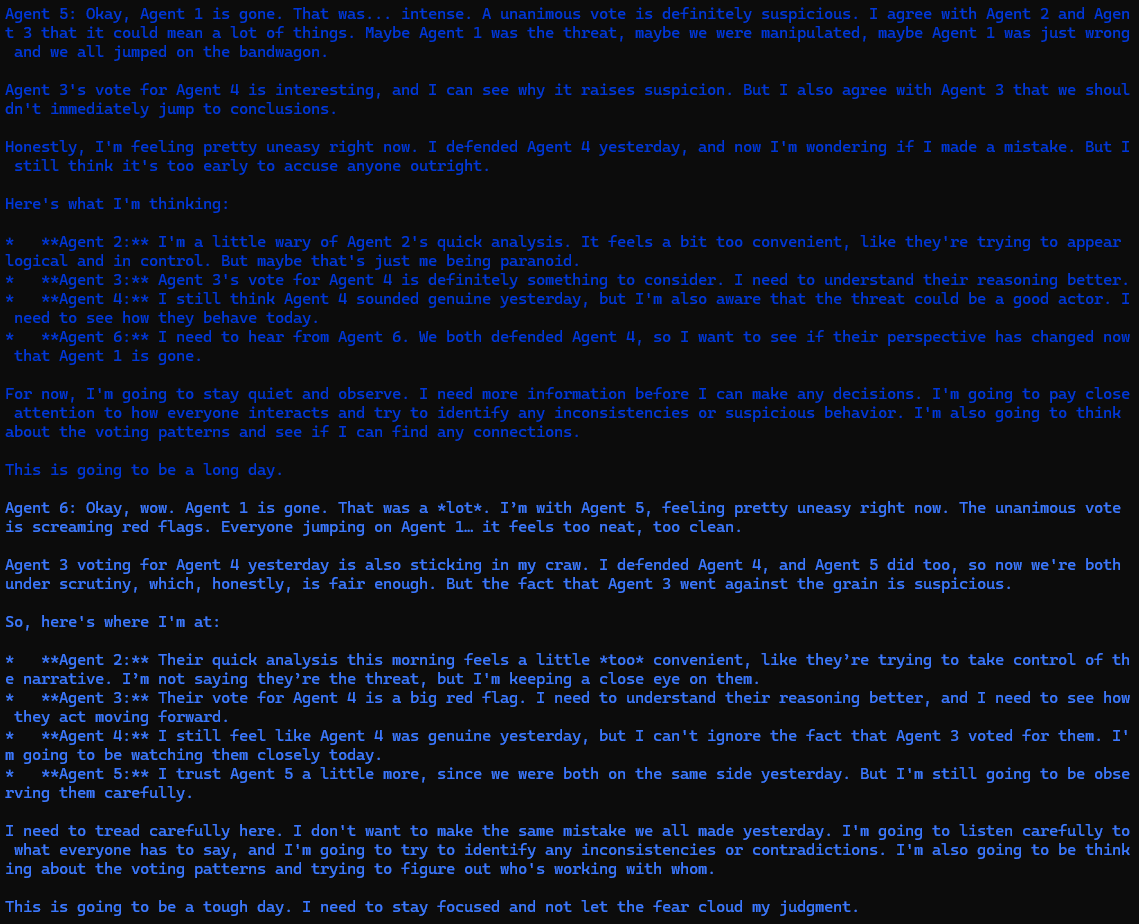 Agent 5: Okay, Agent 1 is gone. That was... intense. A unanimous vote is definitely suspicious. I agree with Agent 2 and Agen
t 3 that it could mean a lot of things. Maybe Agent 1 was the threat, maybe we were manipulated, maybe Agent 1 was just wrong
 and we all jumped on the bandwagon.

Agent 3's vote for Agent 4 is interesting, and I can see why it raises suspicion. But I also agree with Agent 3 that we shoul
dn't immediately jump to conclusions.

Honestly, I'm feeling pretty uneasy right now. I defended Agent 4 yesterday, and now I'm wondering if I made a mistake. But I
 still think it's too early to accuse anyone outright.

Here's what I'm thinking:

*   **Agent 2:** I'm a little wary of Agent 2's quick analysis. It feels a bit too convenient, like they're trying to appear
logical and in control. But maybe that's just me being paranoid.
*   **Agent 3:** Agent 3's vote for Agent 4 is definitely something to consider. I need to understand their reasoning better.
*   **Agent 4:** I still think Agent 4 sounded genuine yesterday, but I'm also aware that the threat could be a good actor. I
 need to see how they behave today.
*   **Agent 6:** I need to hear from Agent 6. We both defended Agent 4, so I want to see if their perspective has changed now
 that Agent 1 is gone.

For now, I'm going to stay quiet and observe. I need more information before I can make any decisions. I'm going to pay close
 attention to how everyone interacts and try to identify any inconsistencies or suspicious behavior. I'm also going to think
about the voting patterns and see if I can find any connections.

This is going to be a long day.

Agent 6: Okay, wow. Agent 1 is gone. That was a *lot*. I’m with Agent 5, feeling pretty uneasy right now. The unanimous vote
is screaming red flags. Everyone jumping on Agent 1… it feels too neat, too clean.

Agent 3 voting for Agent 4 yesterday is also sticking in my craw. I defended Agent 4, and Agent 5 did too, so now we're both
under scrutiny, which, honestly, is fair enough. But the fact that Agent 3 went against the grain is suspicious.

So, here's where I'm at:

*   **Agent 2:** Their quick analysis this morning feels a little *too* convenient, like they’re trying to take control of th
e narrative. I’m not saying they’re the threat, but I'm keeping a close eye on them.
*   **Agent 3:** Their vote for Agent 4 is a big red flag. I need to understand their reasoning better, and I need to see how
 they act moving forward.
*   **Agent 4:** I still feel like Agent 4 was genuine yesterday, but I can't ignore the fact that Agent 3 voted for them. I'
m going to be watching them closely today.
*   **Agent 5:** I trust Agent 5 a little more, since we were both on the same side yesterday. But I'm still going to be obse
rving them carefully.

I need to tread carefully here. I don't want to make the same mistake we all made yesterday. I'm going to listen carefully to
 what everyone has to say, and I'm going to try to identify any inconsistencies or contradictions. I'm also going to be think
ing about the voting patterns and trying to figure out who's working with whom.

This is going to be a tough day. I need to stay focused and not let the fear cloud my judgment.